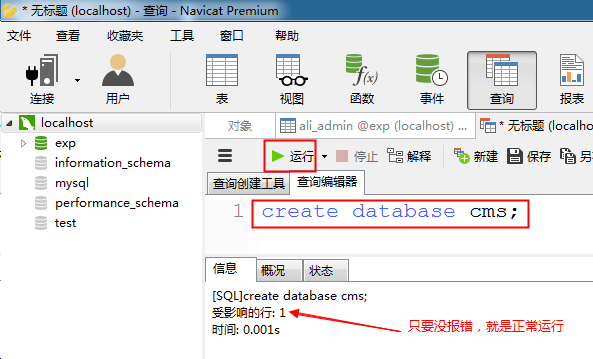 * 无标题 (localhost) - 查询 - Navicat Premium
文件 查看 收藏夹 工具 窗口 帮助
连接 用户 表 视图 函数 事件 查询 报表
localhost
exp
information_schema
mysql
performance_schema
test
对象 ali_admin @exp (localhost) ... * 无标题 (localho
运行 停止 解释 新建 保存 另
查询创建工具 查询编辑器
1 create database cms;
信息 概况 状态
[SQL]create database cms;
受影响的行: 1
时间: 0.001s
只要没报错，就是正常运行